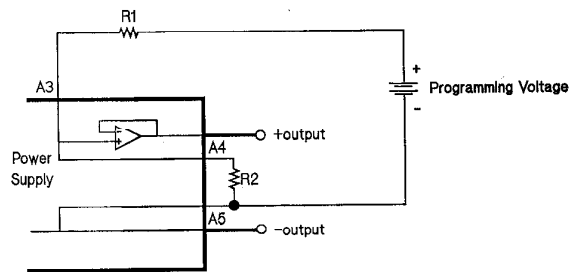 R1
A3
+
Programming Voltage
-
-
+
+output
A4
Power
Supply
R2
A5
-output